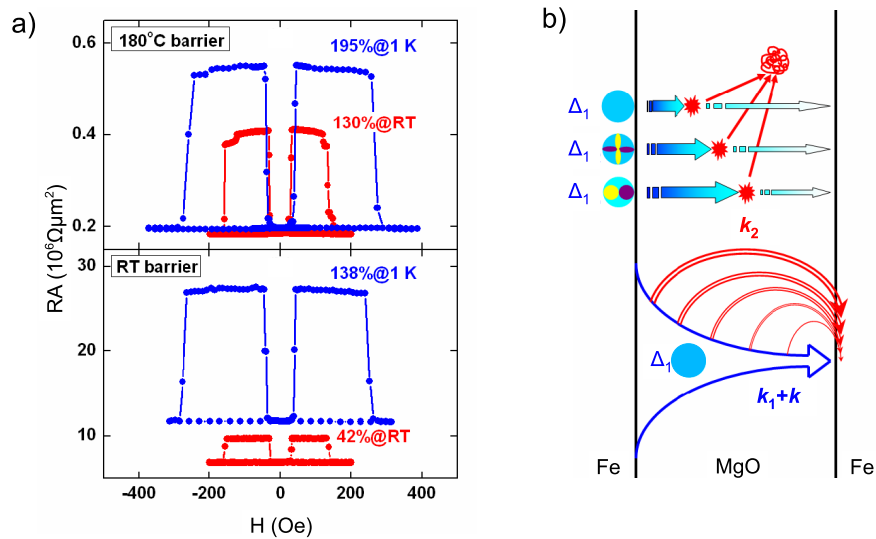 a)
180°C barrier
195%@1 K
130%@RT
0.6
0.4
0.2
RT barrier
138%@1 K
42%@RT
30
20
10
RA (10⁶Ωμm²)
-400 -200 0 200 400
H (Oe)
b)
Δ₁
Δ₁
Δ₁
k₂
Δ₁
k₁+k
Fe MgO Fe